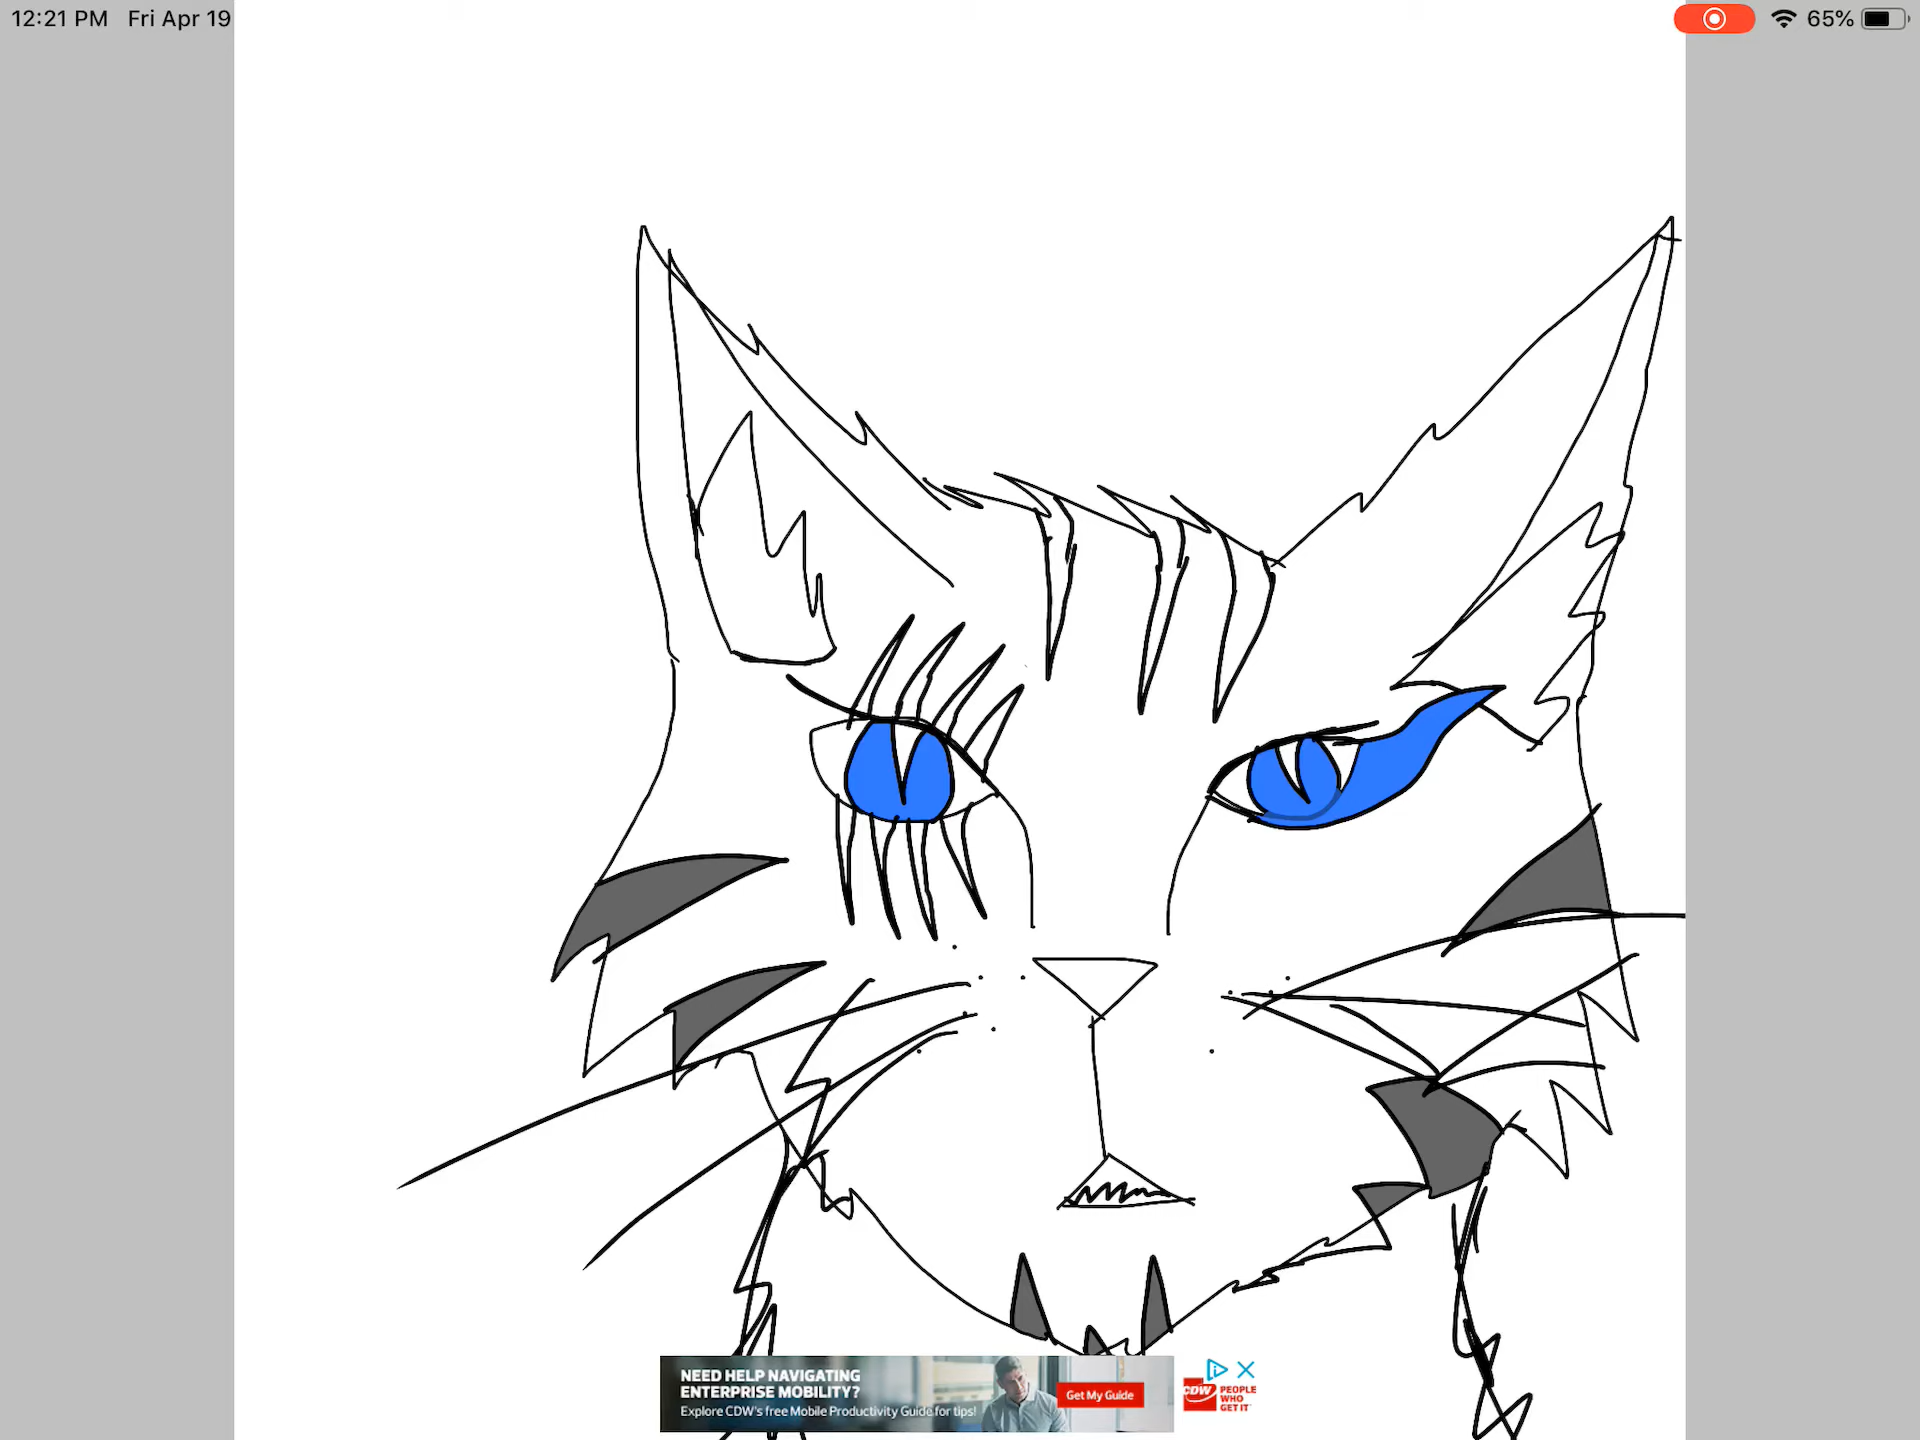 12:21 PM Fri Apr 19
65%
NEED HELP NAVIGATING
ENTERPRISE MOBILITY?
Explore CDW's free Mobile Productivity Guide for tips!
Get My Guide
CDW
PEOPLE
WHO
GET IT